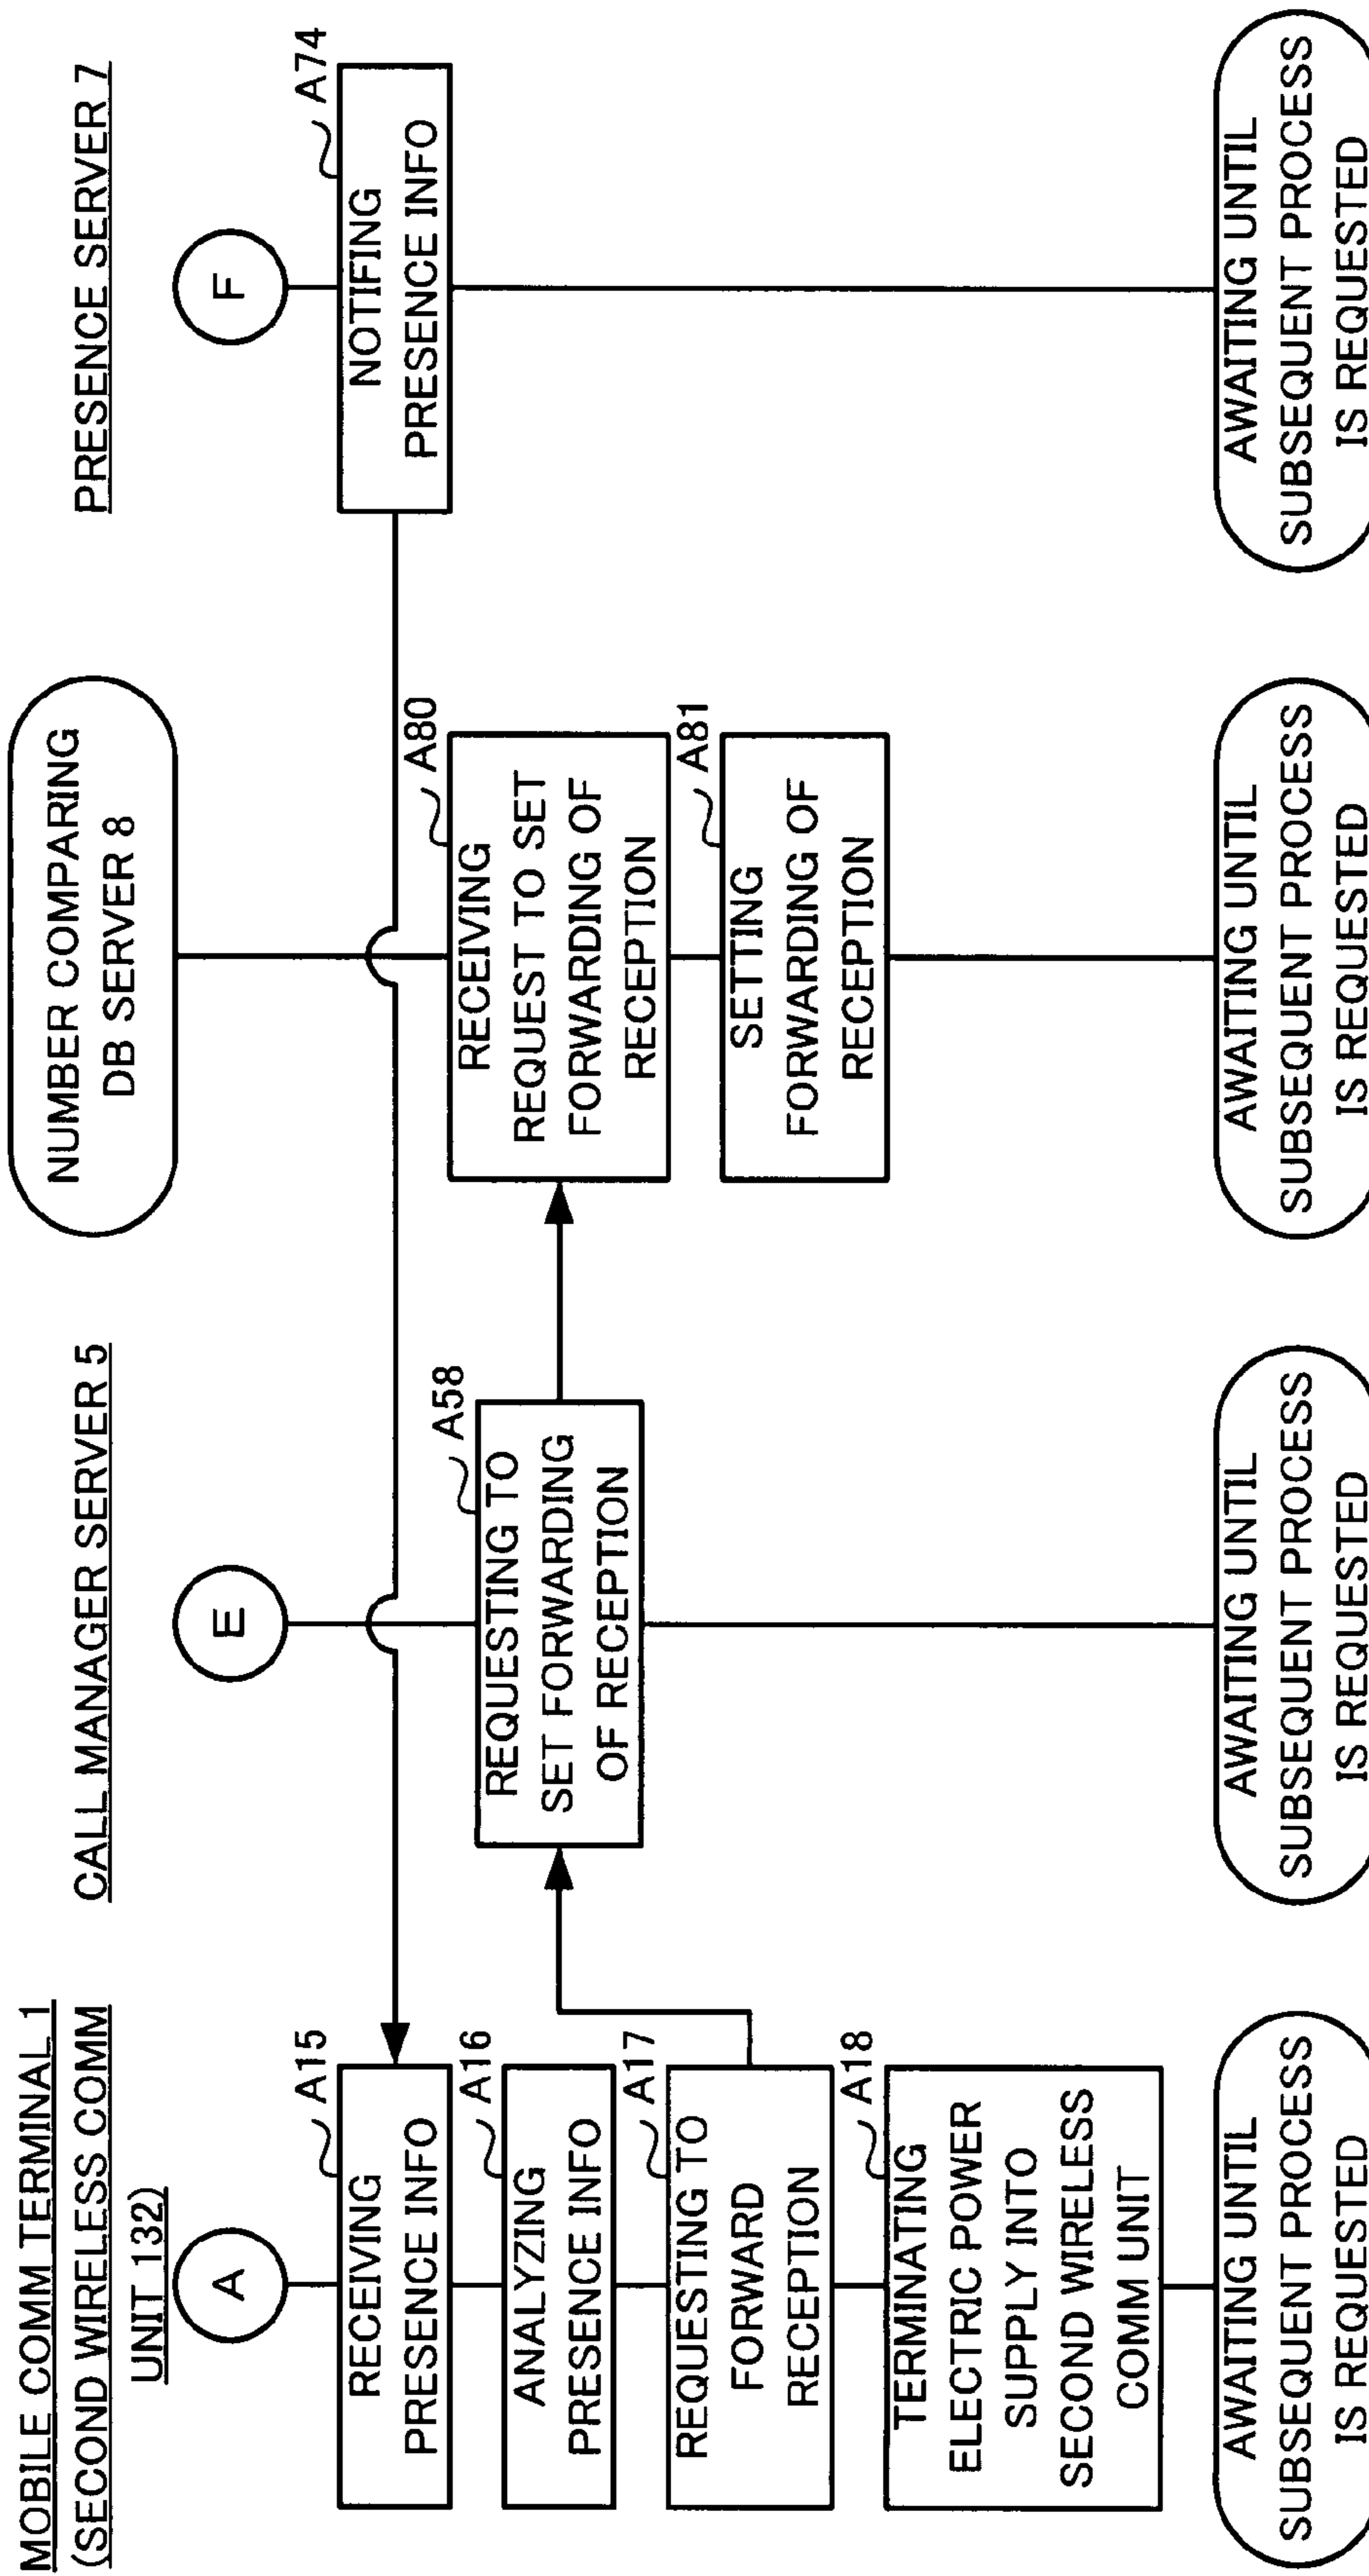 MOBILE COMM TERMINAL 1
(SECOND WIRELESS COMM
UNIT 132)
A
A15
RECEIVING
PRESENCE INFO
A16
ANALYZING
PRESENCE INFO
A17
REQUESTING TO
FORWARD
RECEPTION
A18
TERMINATING
ELECTRIC POWER
SUPPLY INTO
SECOND WIRELESS
COMM UNIT
AWAITING UNTIL
SUBSEQUENT PROCESS
IS REQUESTED
CALL MANAGER SERVER 5
E
A58
REQUESTING TO
SET FORWARDING
OF RECEPTION
AWAITING UNTIL
SUBSEQUENT PROCESS
IS REQUESTED
NUMBER COMPARING
DB SERVER 8
A80
RECEIVING
REQUEST TO SET
FORWARDING OF
RECEPTION
A81
SETTING
FORWARDING OF
RECEPTION
AWAITING UNTIL
SUBSEQUENT PROCESS
IS REQUESTED
PRESENCE SERVER 7
F
A74
NOTIFING
PRESENCE INFO
AWAITING UNTIL
SUBSEQUENT PROCESS
IS REQUESTED